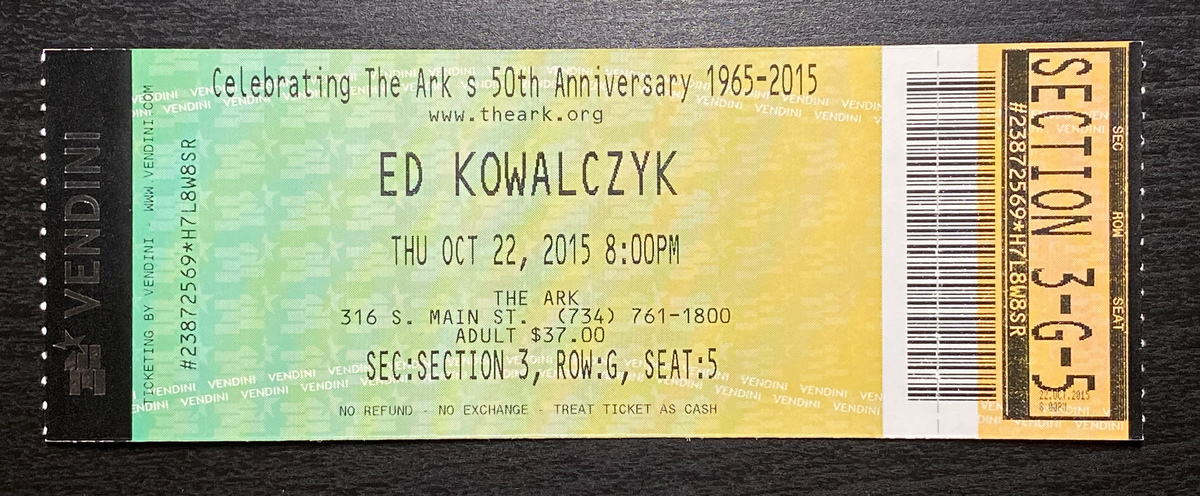 VENDINI
TICKETING BY VENDINI - WWW.VENDINI.COM
#23872569*H7L8W8SR
Celebrating The Ark s 50th Anniversary 1965-2015
www.theark.org
ED KOWALCZYK
THU OCT 22, 2015 8:00PM
THE ARK
316 S. MAIN ST. (734) 761-1800
ADULT $37.00
SEC:SECTION 3, ROW:G, SEAT:5
NO REFUND - NO EXCHANGE - TREAT TICKET AS CASH
#23872569*H7L8W8SR
SECTION 3-G-5
22.OCT.2015
8:00PM
SEC ROW SEAT